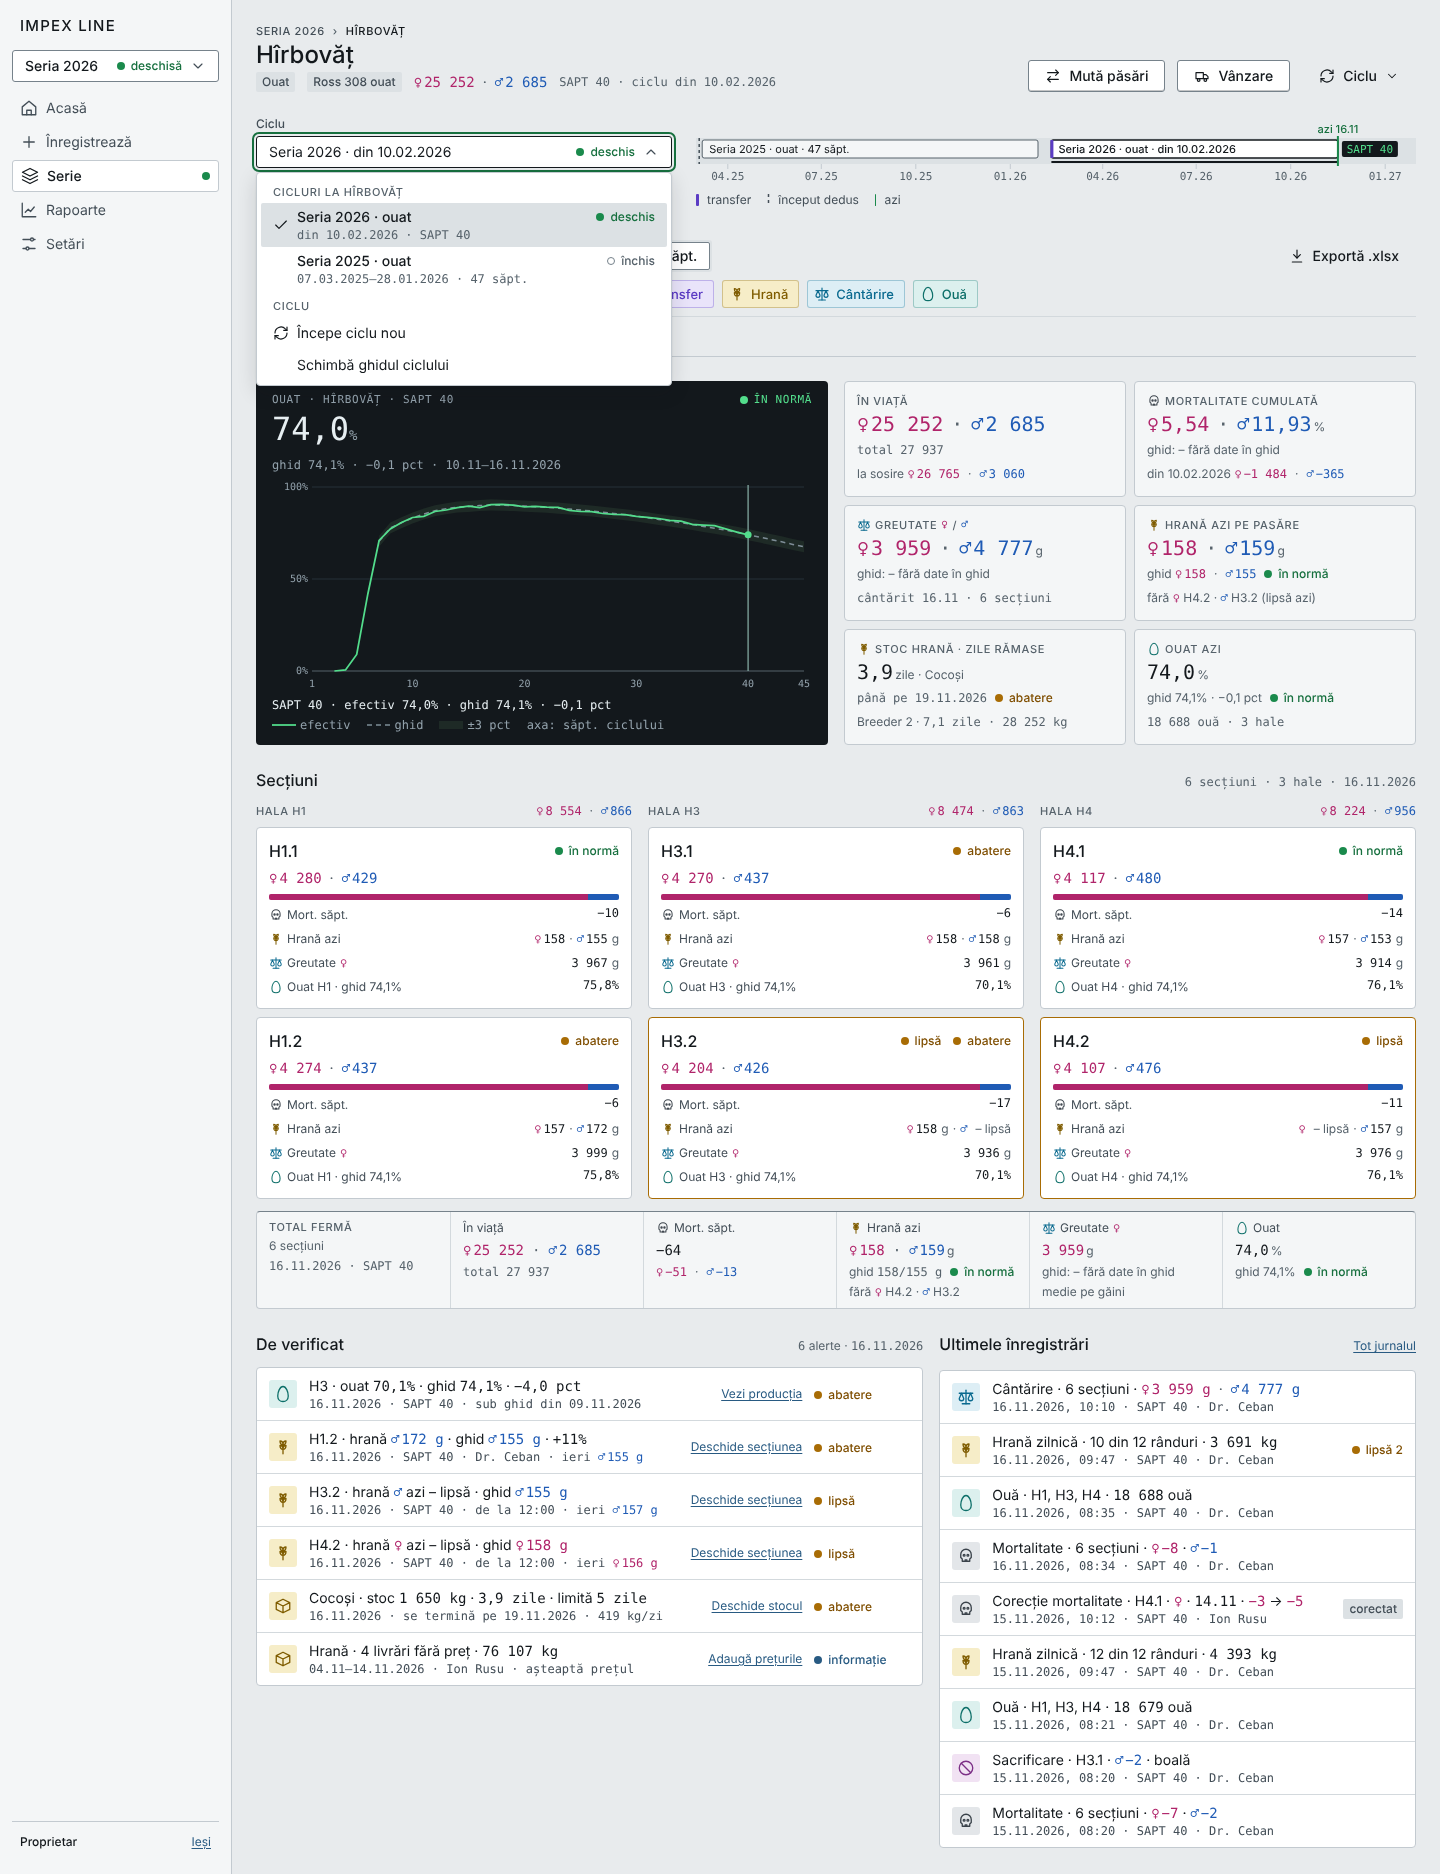 IMPEX LINE
Seria 2026 deschisă
Acasă
Înregistrează
Serie
Rapoarte
Setări
Proprietar Ieși
SERIA 2026 › HÎRBOVĂȚ
Hîrbovăț
Ouat Ross 308 ouat ♀25 252 · ♂2 685 SAPT 40 · ciclu din 10.02.2026
Mută păsări Vânzare Ciclu
Ciclu
Seria 2026 · din 10.02.2026 deschis
CICLURI LA HÎRBOVĂȚ
Seria 2026 · ouat deschis
din 10.02.2026 · SAPT 40
Seria 2025 · ouat închis
07.03.2025–28.01.2026 · 47 săpt.
CICLU
Începe ciclu nou
Schimbă ghidul ciclului
azi 16.11
Seria 2025 · ouat · 47 săpt. Seria 2026 · ouat · din 10.02.2026 SAPT 40
04.25 07.25 10.25 01.26 04.26 07.26 10.26 01.27
transfer început dedus azi
ăpt. Exportă .xlsx
nsfer Hrană Cântărire Ouă
OUAT · HÎRBOVĂȚ · SAPT 40 ÎN NORMĂ
74,0%
ghid 74,1% · −0,1 pct · 10.11–16.11.2026
100%
50%
0%
1 10 20 30 40 45
SAPT 40 · efectiv 74,0% · ghid 74,1% · −0,1 pct
efectiv ghid ±3 pct axa: săpt. ciclului
ÎN VIAȚĂ
♀25 252 · ♂2 685
total 27 937
la sosire ♀26 765 · ♂3 060
MORTALITATE CUMULATĂ
♀5,54 · ♂11,93%
ghid: – fără date în ghid
din 10.02.2026 ♀−1 484 · ♂−365
GREUTATE ♀ / ♂
♀3 959 · ♂4 777g
ghid: – fără date în ghid
cântărit 16.11 · 6 secțiuni
HRANĂ AZI PE PASĂRE
♀158 · ♂159g
ghid ♀158 · ♂155 în normă
fără ♀H4.2 · ♂H3.2 (lipsă azi)
STOC HRANĂ · ZILE RĂMASE
3,9 zile · Cocoși
până pe 19.11.2026 abatere
Breeder 2 · 7,1 zile · 28 252 kg
OUAT AZI
74,0%
ghid 74,1% · −0,1 pct în normă
18 688 ouă · 3 hale
Secțiuni 6 secțiuni · 3 hale · 16.11.2026
HALA H1 ♀8 554 · ♂866
HALA H3 ♀8 474 · ♂863
HALA H4 ♀8 224 · ♂956
H1.1 în normă
♀4 280 · ♂429
Mort. săpt. −10
Hrană azi ♀158 · ♂155 g
Greutate ♀ 3 967 g
Ouat H1 · ghid 74,1% 75,8%
H3.1 abatere
♀4 270 · ♂437
Mort. săpt. −6
Hrană azi ♀158 · ♂158 g
Greutate ♀ 3 961 g
Ouat H3 · ghid 74,1% 70,1%
H4.1 în normă
♀4 117 · ♂480
Mort. săpt. −14
Hrană azi ♀157 · ♂153 g
Greutate ♀ 3 914 g
Ouat H4 · ghid 74,1% 76,1%
H1.2 abatere
♀4 274 · ♂437
Mort. săpt. −6
Hrană azi ♀157 · ♂172 g
Greutate ♀ 3 999 g
Ouat H1 · ghid 74,1% 75,8%
H3.2 lipsă abatere
♀4 204 · ♂426
Mort. săpt. −17
Hrană azi ♀158 g · ♂ – lipsă
Greutate ♀ 3 936 g
Ouat H3 · ghid 74,1% 70,1%
H4.2 lipsă
♀4 107 · ♂476
Mort. săpt. −11
Hrană azi ♀ – lipsă · ♂157 g
Greutate ♀ 3 976 g
Ouat H4 · ghid 74,1% 76,1%
TOTAL FERMĂ
6 secțiuni
16.11.2026 · SAPT 40
În viață
♀25 252 · ♂2 685
total 27 937
Mort. săpt.
−64
♀−51 · ♂−13
Hrană azi
♀158 · ♂159g
ghid 158/155 g în normă
fără ♀H4.2 · ♂H3.2
Greutate ♀
3 959g
ghid: – fără date în ghid
medie pe găini
Ouat
74,0%
ghid 74,1% în normă
De verificat 6 alerte · 16.11.2026
H3 · ouat 70,1% · ghid 74,1% · −4,0 pct
16.11.2026 · SAPT 40 · sub ghid din 09.11.2026
Vezi producția abatere
H1.2 · hrană ♂172 g · ghid ♂155 g · +11%
16.11.2026 · SAPT 40 · Dr. Ceban · ieri ♂155 g
Deschide secțiunea abatere
H3.2 · hrană ♂ azi – lipsă · ghid ♂155 g
16.11.2026 · SAPT 40 · de la 12:00 · ieri ♂157 g
Deschide secțiunea lipsă
H4.2 · hrană ♀ azi – lipsă · ghid ♀158 g
16.11.2026 · SAPT 40 · de la 12:00 · ieri ♀156 g
Deschide secțiunea lipsă
Cocoși · stoc 1 650 kg · 3,9 zile · limită 5 zile
16.11.2026 · se termină pe 19.11.2026 · 419 kg/zi
Deschide stocul abatere
Hrană · 4 livrări fără preț · 76 107 kg
04.11–14.11.2026 · Ion Rusu · așteaptă prețul
Adaugă prețurile informație
Ultimele înregistrări Tot jurnalul
Cântărire · 6 secțiuni · ♀3 959 g · ♂4 777 g
16.11.2026, 10:10 · SAPT 40 · Dr. Ceban
Hrană zilnică · 10 din 12 rânduri · 3 691 kg
16.11.2026, 09:47 · SAPT 40 · Dr. Ceban
lipsă 2
Ouă · H1, H3, H4 · 18 688 ouă
16.11.2026, 08:35 · SAPT 40 · Dr. Ceban
Mortalitate · 6 secțiuni · ♀−8 · ♂−1
16.11.2026, 08:34 · SAPT 40 · Dr. Ceban
Corecție mortalitate · H4.1 · ♀ · 14.11 · −3 → −5
15.11.2026, 10:12 · SAPT 40 · Ion Rusu
corectat
Hrană zilnică · 12 din 12 rânduri · 4 393 kg
15.11.2026, 09:47 · SAPT 40 · Dr. Ceban
Ouă · H1, H3, H4 · 18 679 ouă
15.11.2026, 08:21 · SAPT 40 · Dr. Ceban
Sacrificare · H3.1 · ♂−2 · boală
15.11.2026, 08:20 · SAPT 40 · Dr. Ceban
Mortalitate · 6 secțiuni · ♀−7 · ♂−2
15.11.2026, 08:20 · SAPT 40 · Dr. Ceban